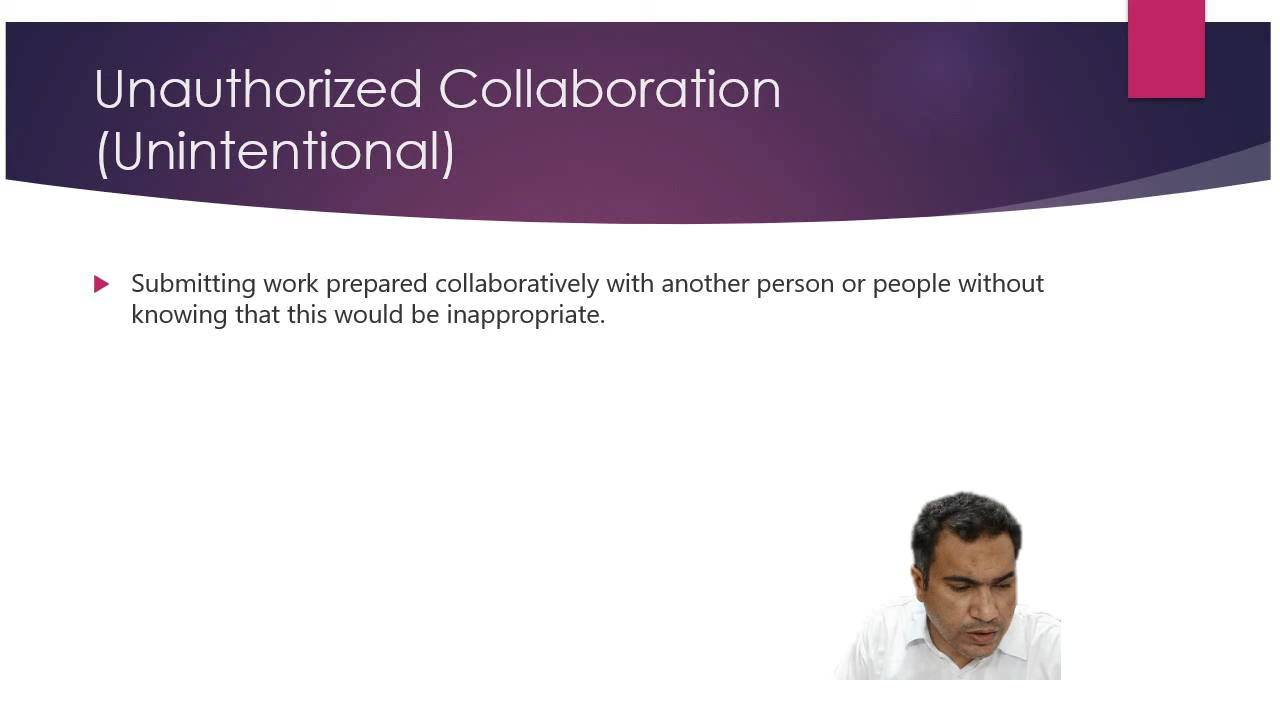 Unauthorized Collaboration
(Unintentional)
Submitting work prepared collaboratively with another person or people without
knowing that this would be inappropriate.